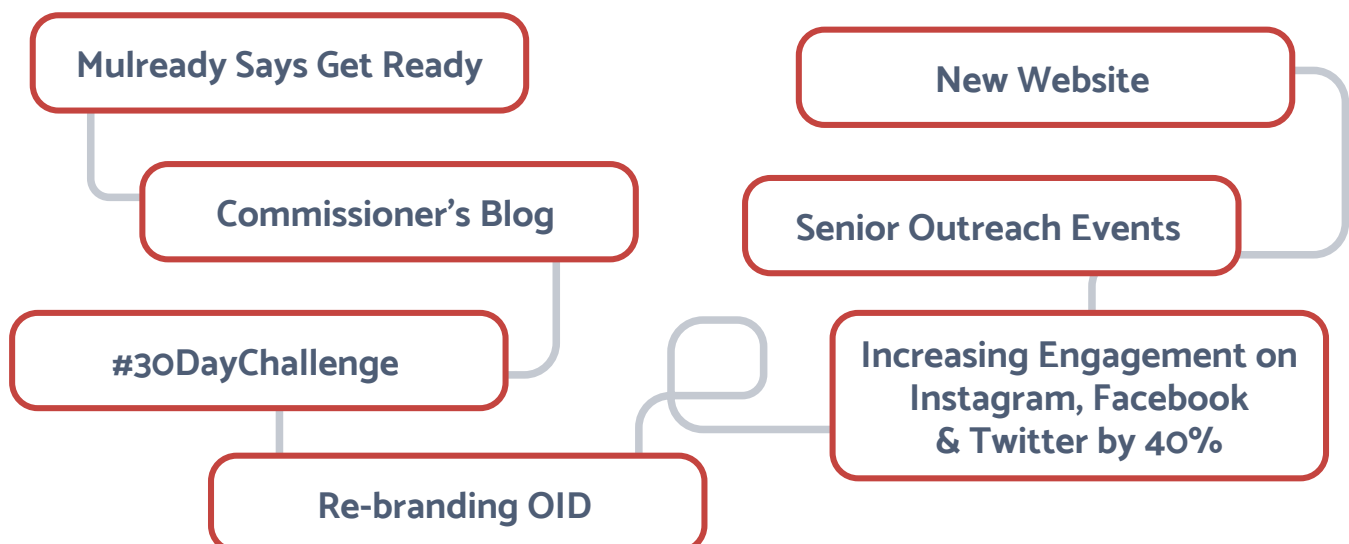 Mulready Says Get Ready
Commissioner’s Blog
#30DayChallenge
Re-branding OID
New Website
Senior Outreach Events
Increasing Engagement on
Instagram, Facebook
& Twitter by 40%